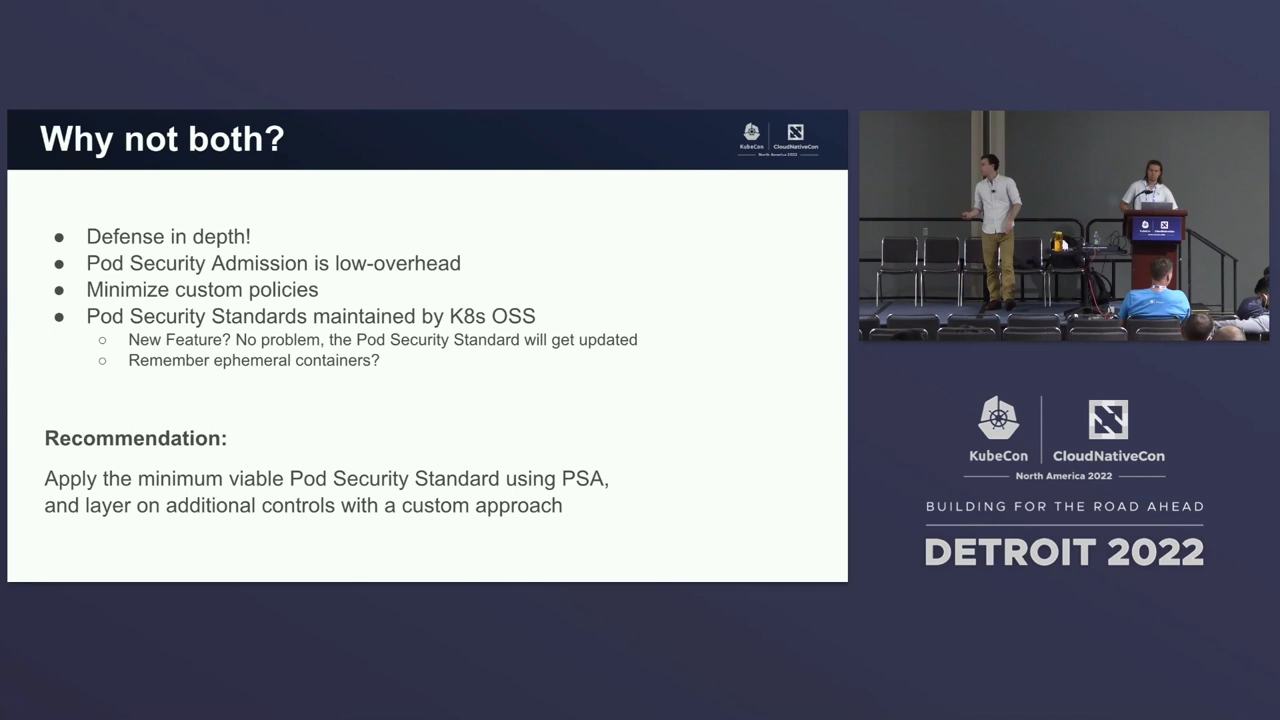 Why not both?
KubeCon
CloudNativeCon
North America 2022
● Defense in depth!
● Pod Security Admission is low-overhead
● Minimize custom policies
● Pod Security Standards maintained by K8s OSS
○ New Feature? No problem, the Pod Security Standard will get updated
○ Remember ephemeral containers?
Recommendation:
Apply the minimum viable Pod Security Standard using PSA,
and layer on additional controls with a custom approach
KubeCon
CloudNativeCon
North America 2022
BUILDING FOR THE ROAD AHEAD
DETROIT 2022